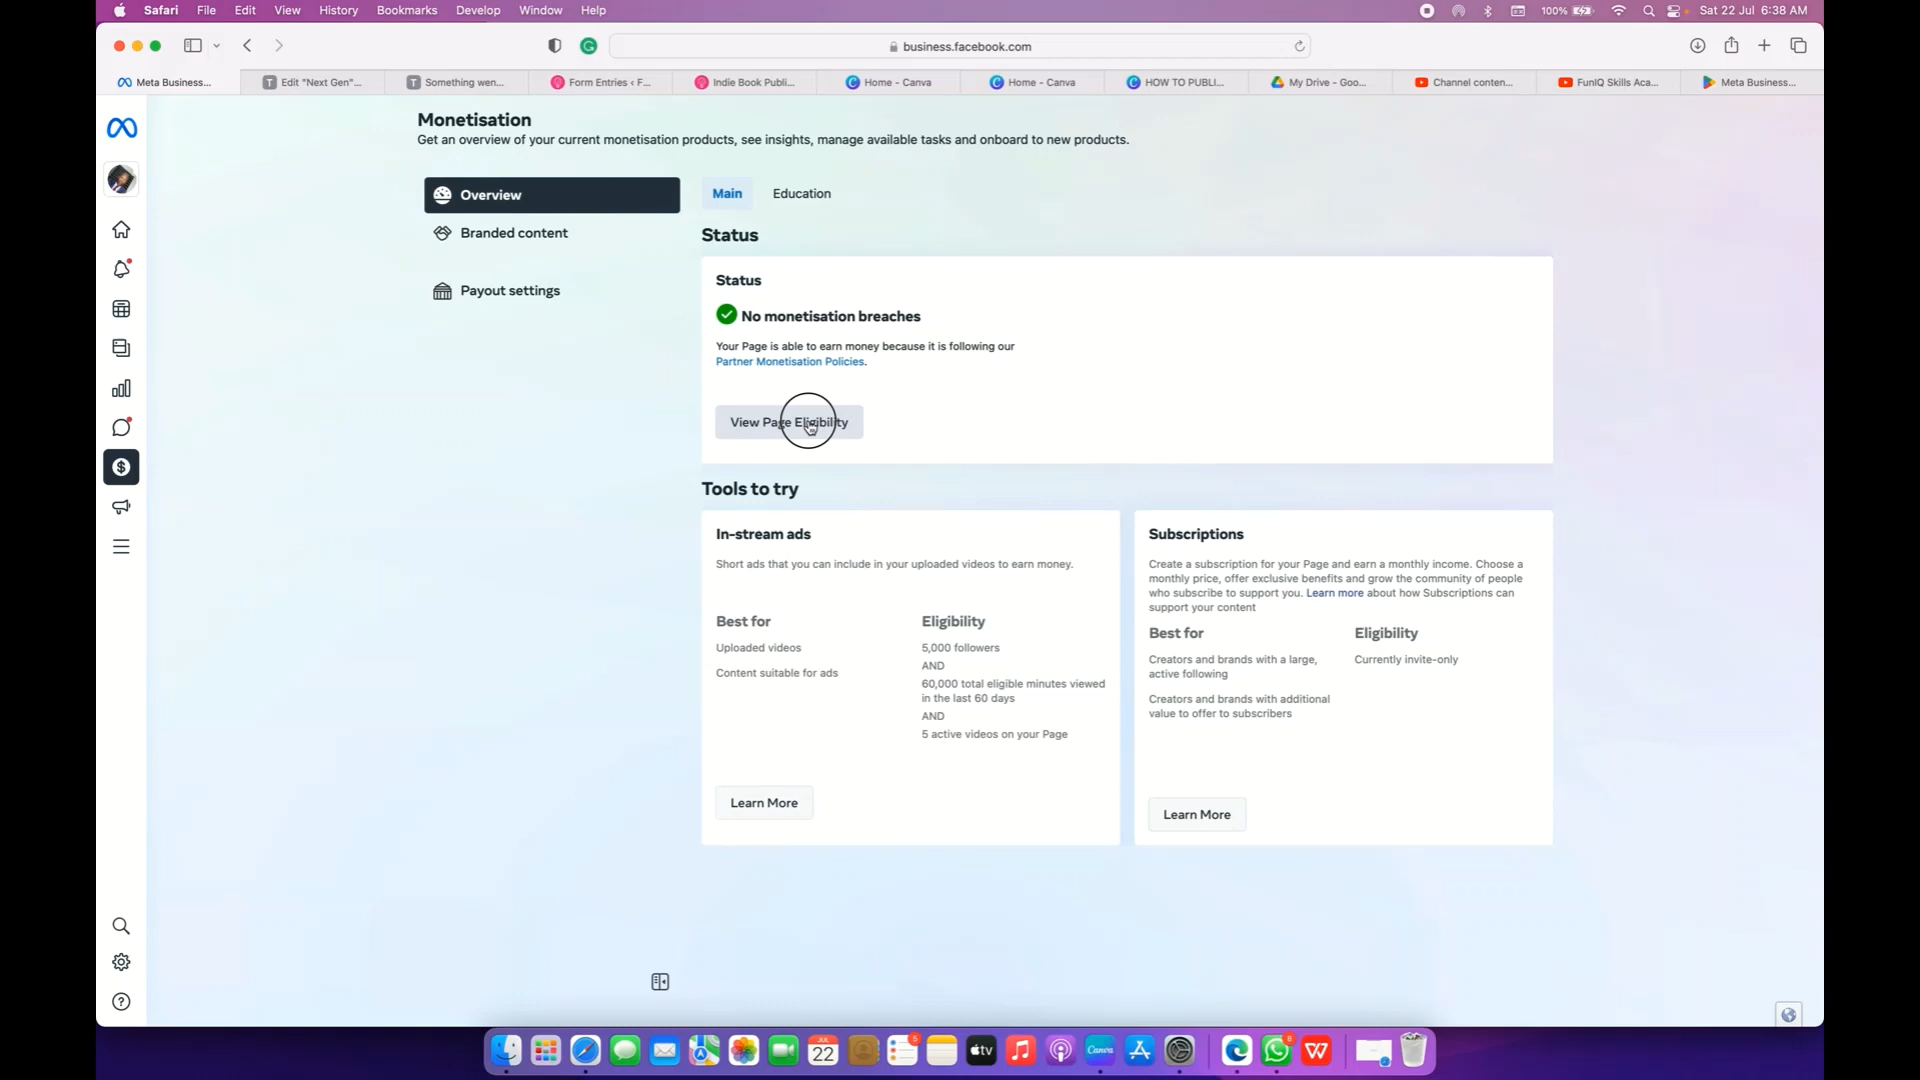 Safari File Edit View History Bookmarks Develop Window Help 100% Sat 22 Jul 6:38 AM
business.facebook.com
Meta Business... Edit "Next Gen"... Something wen... Form Entries ‹ F... Indie Book Publi... Home - Canva Home - Canva HOW TO PUBLI... My Drive - Goo... Channel conten... FunIQ Skills Aca... Meta Business...
Monetisation
Get an overview of your current monetisation products, see insights, manage available tasks and onboard to new products.
Overview
Branded content
Payout settings
Main Education
Status
Status
No monetisation breaches
Your Page is able to earn money because it is following our
Partner Monetisation Policies.
View Page Eligibility
Tools to try
In-stream ads
Short ads that you can include in your uploaded videos to earn money.
Best for
Uploaded videos
Content suitable for ads
Eligibility
5,000 followers
AND
60,000 total eligible minutes viewed
in the last 60 days
AND
5 active videos on your Page
Learn More
Subscriptions
Create a subscription for your Page and earn a monthly income. Choose a
monthly price, offer exclusive benefits and grow the community of people
who subscribe to support you. Learn more about how Subscriptions can
support your content
Best for
Creators and brands with a large,
active following
Creators and brands with additional
value to offer to subscribers
Eligibility
Currently invite-only
Learn More
JUL
22
5
tv
Canva
8
W